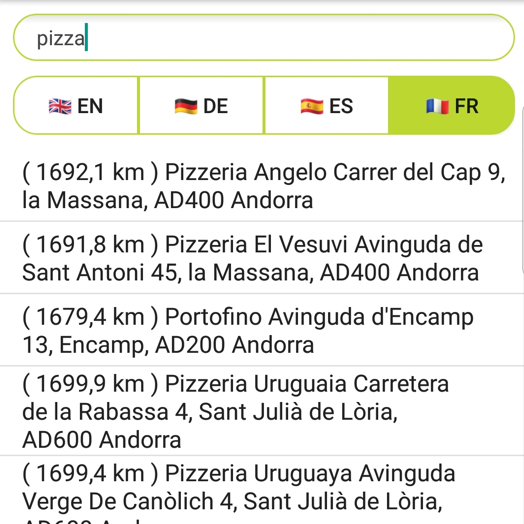 pizza
EN DE ES FR
( 1692,1 km ) Pizzeria Angelo Carrer del Cap 9,
la Massana, AD400 Andorra
( 1691,8 km ) Pizzeria El Vesuvi Avinguda de
Sant Antoni 45, la Massana, AD400 Andorra
( 1679,4 km ) Portofino Avinguda d'Encamp
13, Encamp, AD200 Andorra
( 1699,9 km ) Pizzeria Uruguaia Carretera
de la Rabassa 4, Sant Julià de Lòria,
AD600 Andorra
( 1699,4 km ) Pizzeria Uruguaya Avinguda
Verge De Canòlich 4, Sant Julià de Lòria,